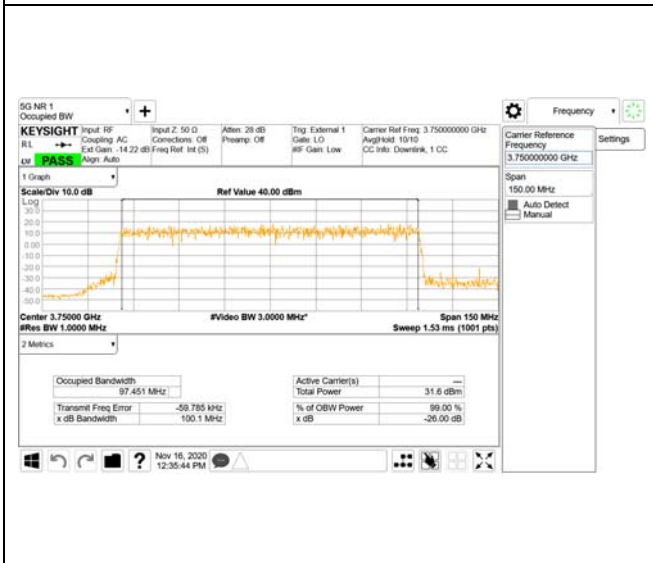 5G NR 1
Occupied BW
Frequency
KEYSIGHT
RL
PASS
Input: RF
Coupling: AC
Ext Gain: -14.22 dB
Align: Auto
Input Z: 50 Ω
Corrections: Off
Freq Ref: Int (S)
Atten: 28 dB
Preamp: Off
Trig: External 1
Gate: LO
#IF Gain: Low
Carrier Ref Freq: 3.750000000 GHz
Avg|Hold: 10/10
CC Info: Downlink, 1 CC
Carrier Reference
Frequency
3.750000000 GHz
Settings
Span
150.00 MHz
Auto Detect
Manual
1 Graph
Scale/Div 10.0 dB
Ref Value 40.00 dBm
Log
30.0
20.0
10.0
0.00
-10.0
-20.0
-30.0
-40.0
-50.0
Center 3.75000 GHz
#Video BW 3.0000 MHz*
Span 150 MHz
#Res BW 1.0000 MHz
Sweep 1.53 ms (1001 pts)
2 Metrics
Occupied Bandwidth
97.451 MHz
Transmit Freq Error -59.785 kHz
x dB Bandwidth 100.1 MHz
Active Carrier(s) ---
Total Power 31.6 dBm
% of OBW Power 99.00 %
x dB -26.00 dB
?
Nov 16, 2020
12:35:44 PM